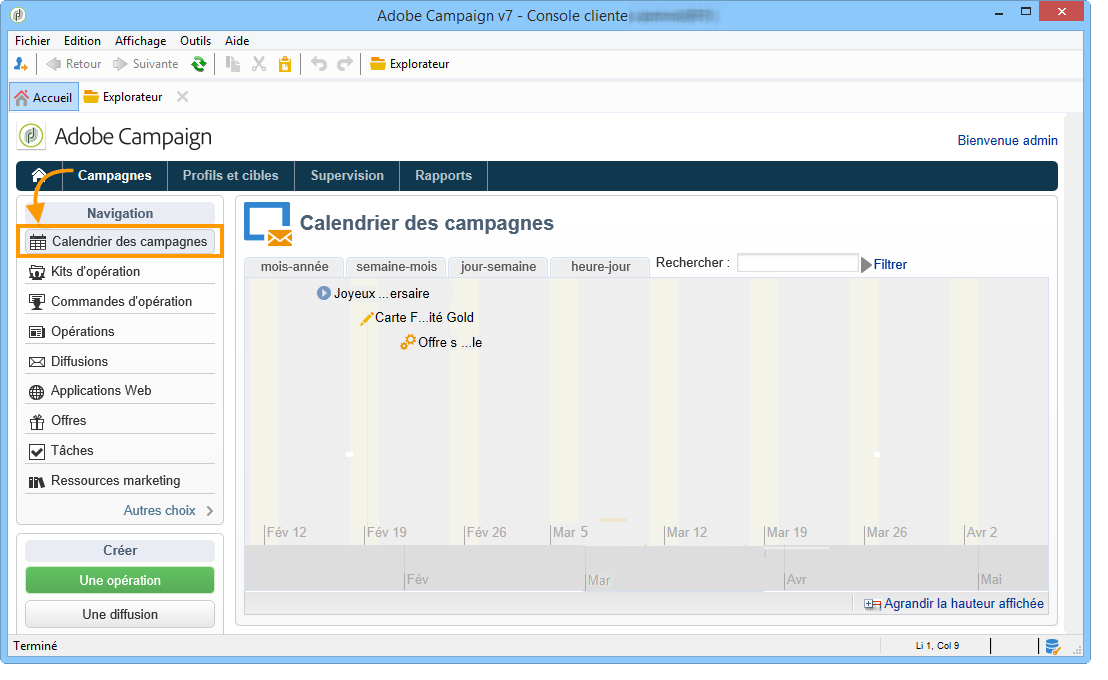 Adobe Campaign v7 - Console cliente
Fichier Edition Affichage Outils Aide
Retour Suivante Explorateur
Accueil Explorateur
Adobe Campaign
Bienvenue admin
Campagnes Profils et cibles Supervision Rapports
Navigation
Calendrier des campagnes
Kits d'opération
Commandes d'opération
Opérations
Diffusions
Applications Web
Offres
Tâches
Ressources marketing
Autres choix
Créer
Une opération
Une diffusion
Calendrier des campagnes
mois-année semaine-mois jour-semaine heure-jour Rechercher : Filtrer
Joyeux ...ersaire
Carte F...ité Gold
Offre s ...le
Fév 12 Fév 19 Fév 26 Mar 5 Mar 12 Mar 19 Mar 26 Avr 2
Fév Mar Avr Mai
Agrandir la hauteur affichée
Terminé
Li 1, Col 9